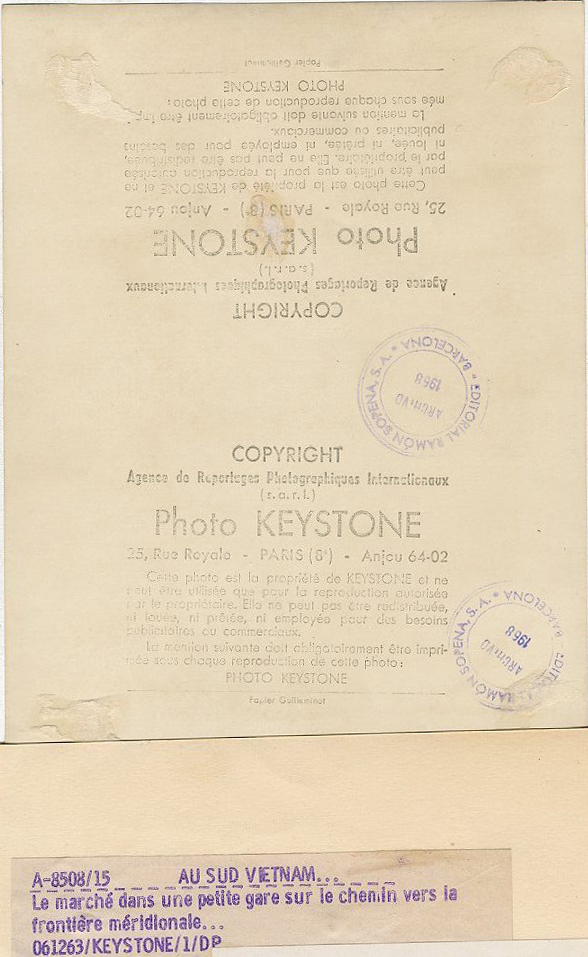 COPYRIGHT
Agence de Reportages Photographiques Internationaux
(s.a.r.l.)
Photo KEYSTONE
25, Rue Royale - PARIS (8e) - Anjou 64-02
Cette photo est la propriété de KEYSTONE et ne
peut être utilisée que pour la reproduction autorisée
par le propriétaire. Elle ne peut pas être redistribuée,
ni louée, ni prêtée, ni employée pour des besoins
publicitaires ou commerciaux.
La mention suivante doit obligatoirement être impri-
mée sous chaque reproduction de cette photo :
PHOTO KEYSTONE
Papier Guilleminot
EDITORIAL RAMÓN SOPENA, S. A. * BARCELONA *
ARCHIVO
1968
COPYRIGHT
Agence de Reportages Photographiques Internationaux
(s.a.r.l.)
Photo KEYSTONE
25, Rue Royale - PARIS (8e) - Anjou 64-02
Cette photo est la propriété de KEYSTONE et ne
peut être utilisée que pour la reproduction autorisée
par le propriétaire. Elle ne peut pas être redistribuée,
ni louée, ni prêtée, ni employée pour des besoins
publicitaires ou commerciaux.
La mention suivante doit obligatoirement être impri-
mée sous chaque reproduction de cette photo :
PHOTO KEYSTONE
Papier Guilleminot
EDITORIAL RAMÓN SOPENA, S. A. * BARCELONA
ARCHIVO
1968
A-8508/15 AU SUD VIETNAM...
Le marché dans une petite gare sur le chemin vers la
frontière méridionale...
061263/KEYSTONE/1/DP